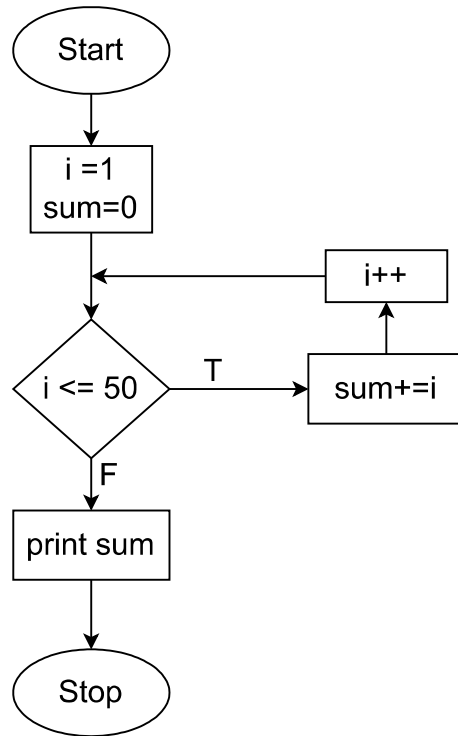 Start
i =1
sum=0
i++
i <= 50
T
sum+=i
F
print sum
Stop